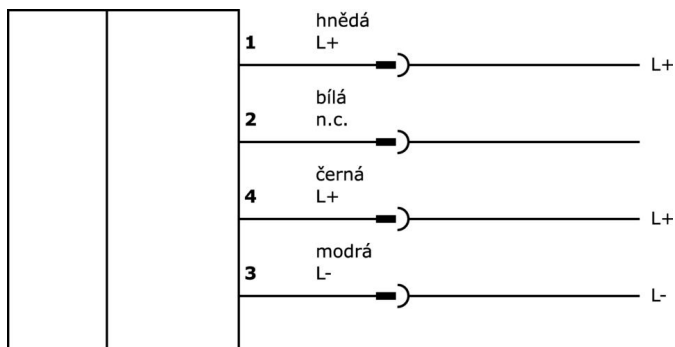 hnědá
1 L+
L+
bílá
2 n.c.
černá
4 L+
L+
modrá
3 L-
L-